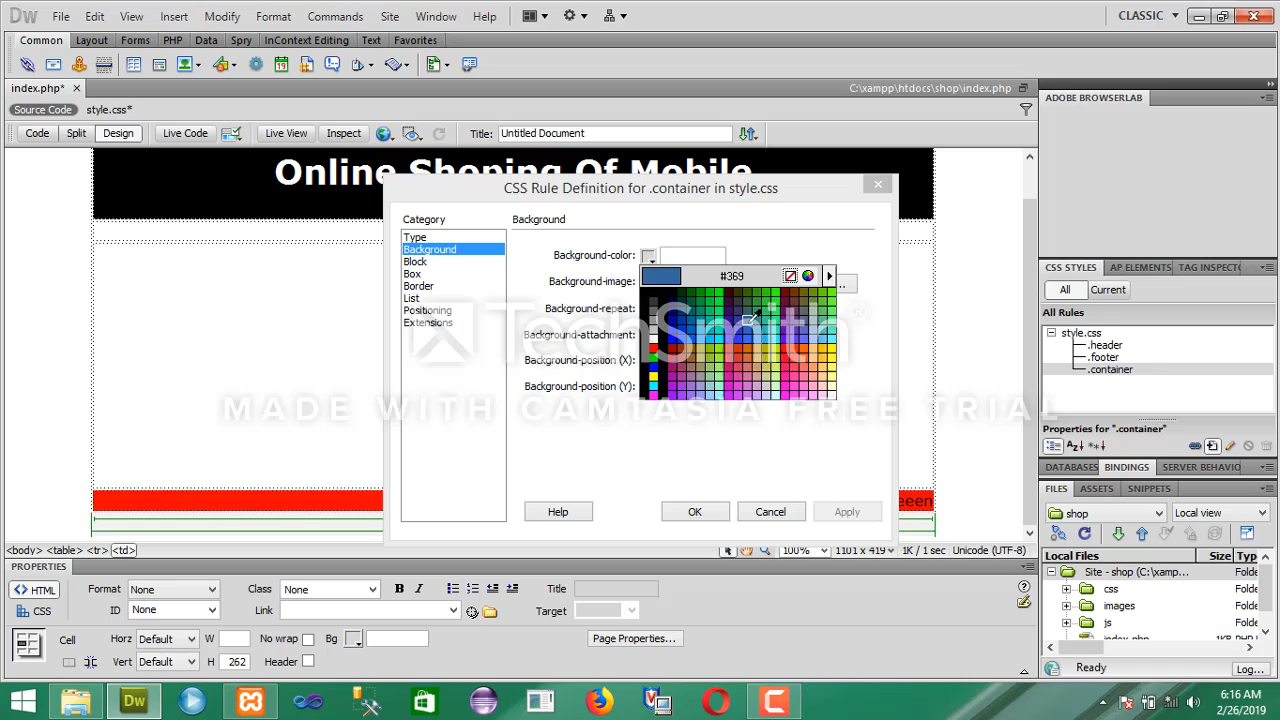 Dw File Edit View Insert Modify Format Commands Site Window Help CLASSIC
Common Layout Forms PHP Data Spry InContext Editing Text Favorites
index.php* C:\xampp\htdocs\shop\index.php
Source Code style.css*
Code Split Design Live Code Live View Inspect Title: Untitled Document
Online Shoping Of Mobile
CSS Rule Definition for .container in style.css
Category
Type
Background
Block
Box
Border
List
Positioning
Extensions
Background
Background-color:
#369
Background-image:
Background-repeat:
Background-attachment:
Background-position (X):
Background-position (Y):
Help OK Cancel Apply
TechSmith®
MADE WITH CAMTASIA FREE TRIAL
een
ADOBE BROWSERLAB
CSS STYLES AP ELEMENTS TAG INSPECT
All Current
All Rules
style.css
.header
.footer
.container
Properties for ".container"
DATABASES BINDINGS SERVER BEHAVIO
FILES ASSETS SNIPPETS
shop Local view
Local Files Size Typ
Site - shop (C:\xamp... Folde
css Folde
images Folde
js Folde
index.php 1KB PHP
Ready Log...
<body> <table> <tr> <td> 100% 1101 x 419 1K / 1 sec Unicode (UTF-8)
PROPERTIES
<> HTML Format None Class None B I Title
CSS ID None Link Target
Cell Horz Default W No wrap Bg Page Properties...
Vert Default H 262 Header
Dw 6:16 AM
2/26/2019